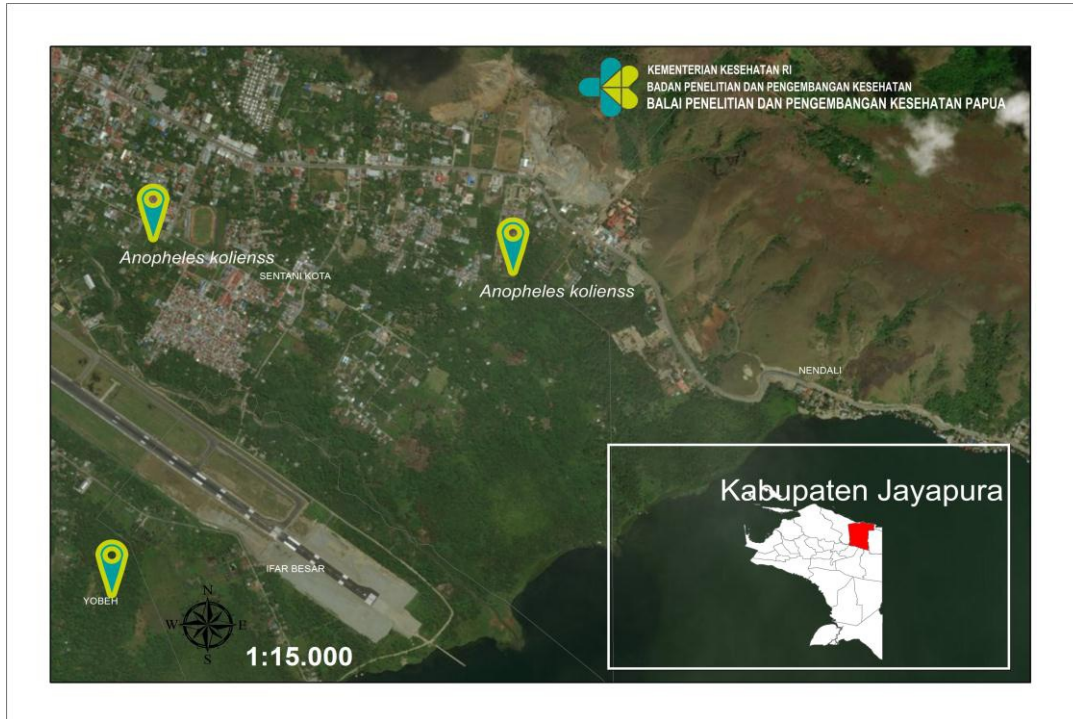 KEMENTERIAN KESEHATAN RI
BADAN PENELITIAN DAN PENGEMBANGAN KESEHATAN
BALAI PENELITIAN DAN PENGEMBANGAN KESEHATAN PAPUA
Anopheles kolienss
SENTANI KOTA
Anopheles kolienss
NENDALI
Kabupaten Jayapura
IFAR BESAR
YOBEH
N
W
E
S
1:15.000